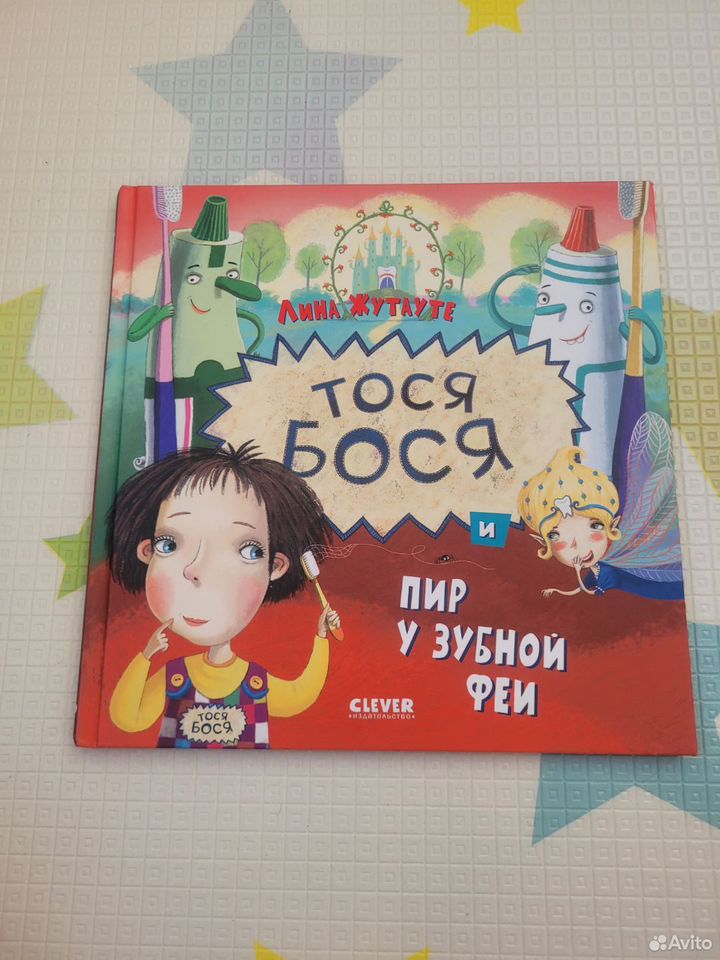 Лина Жутауте
ТОСЯ
БОСЯ
И
ПИР
У ЗУБНОЙ
ФЕИ
ТОСЯ
БОСЯ
CLEVER
•ИЗДАТЕЛЬСТВО•
Avito